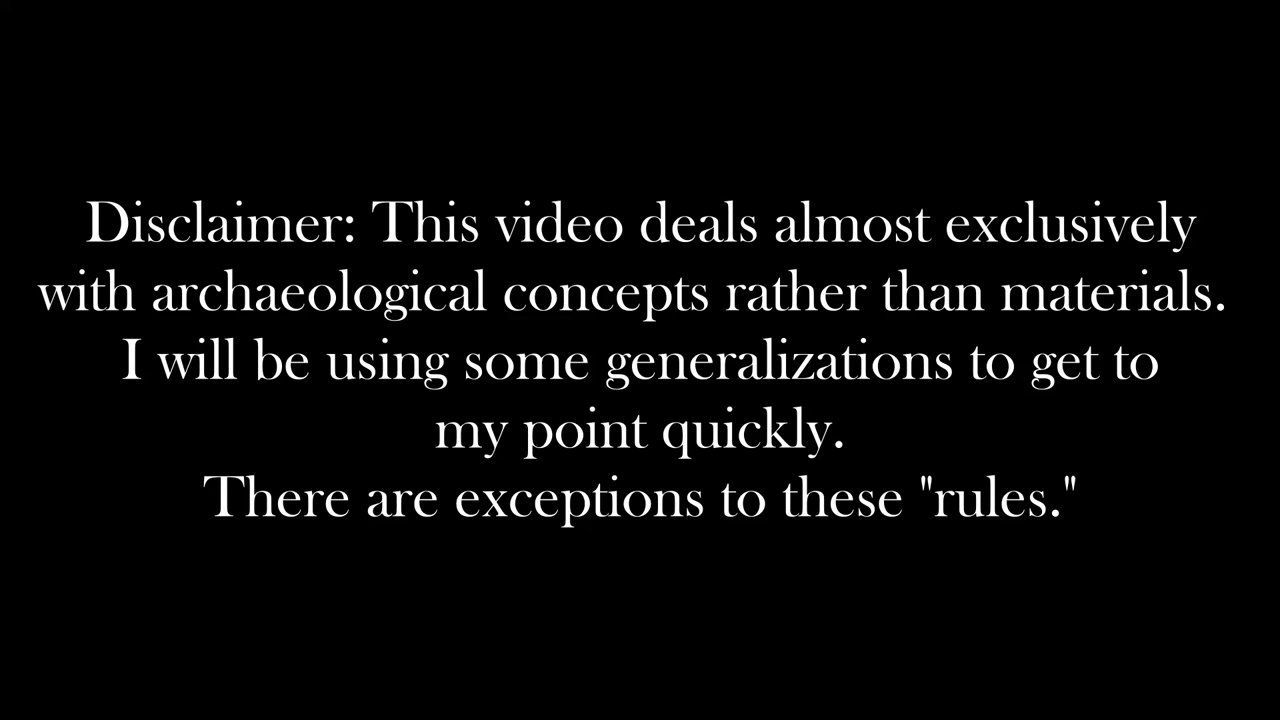 Disclaimer: This video deals almost exclusively
with archaeological concepts rather than materials.
I will be using some generalizations to get to
my point quickly.
There are exceptions to these "rules."